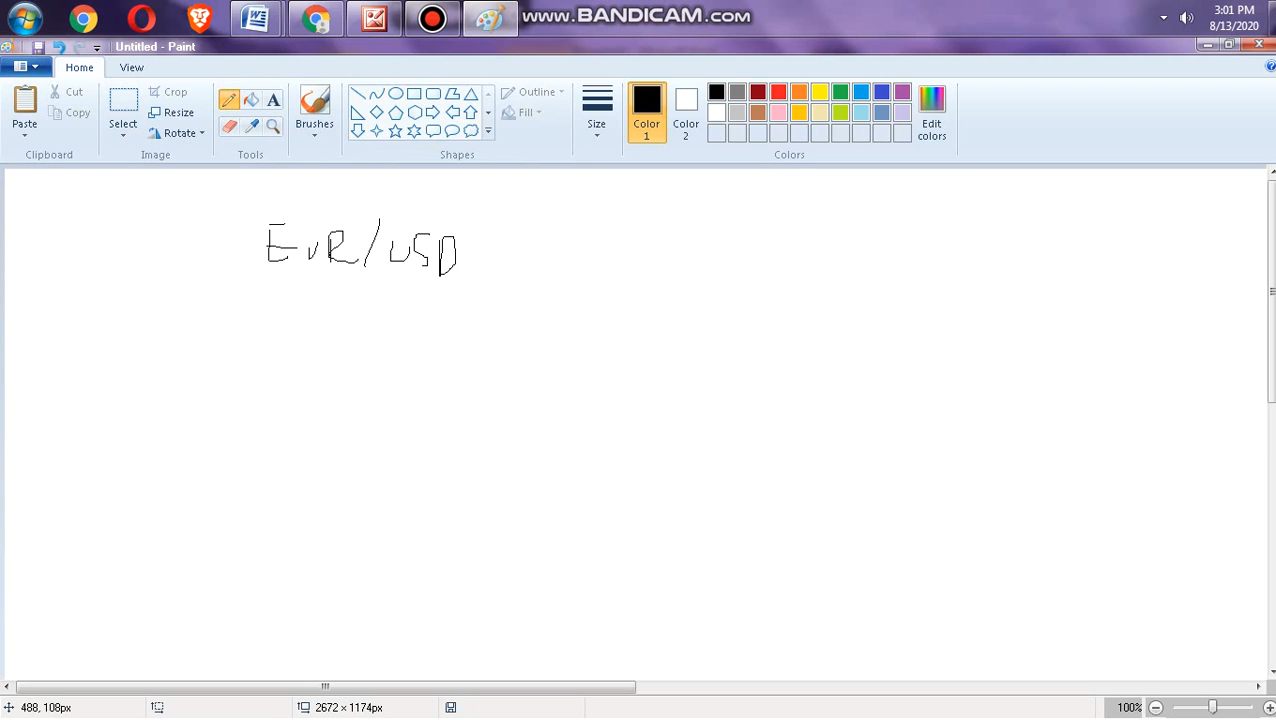 www.BANDICAM.com
3:01 PM
8/13/2020
Untitled - Paint
Home
View
Paste
Cut
Copy
Clipboard
Select
Crop
Resize
Rotate
Image
A
Tools
Brushes
Outline
Fill
Shapes
Size
Color 1
Color 2
Edit colors
Colors
EuR/USD
488, 108px
2672 × 1174px
100%